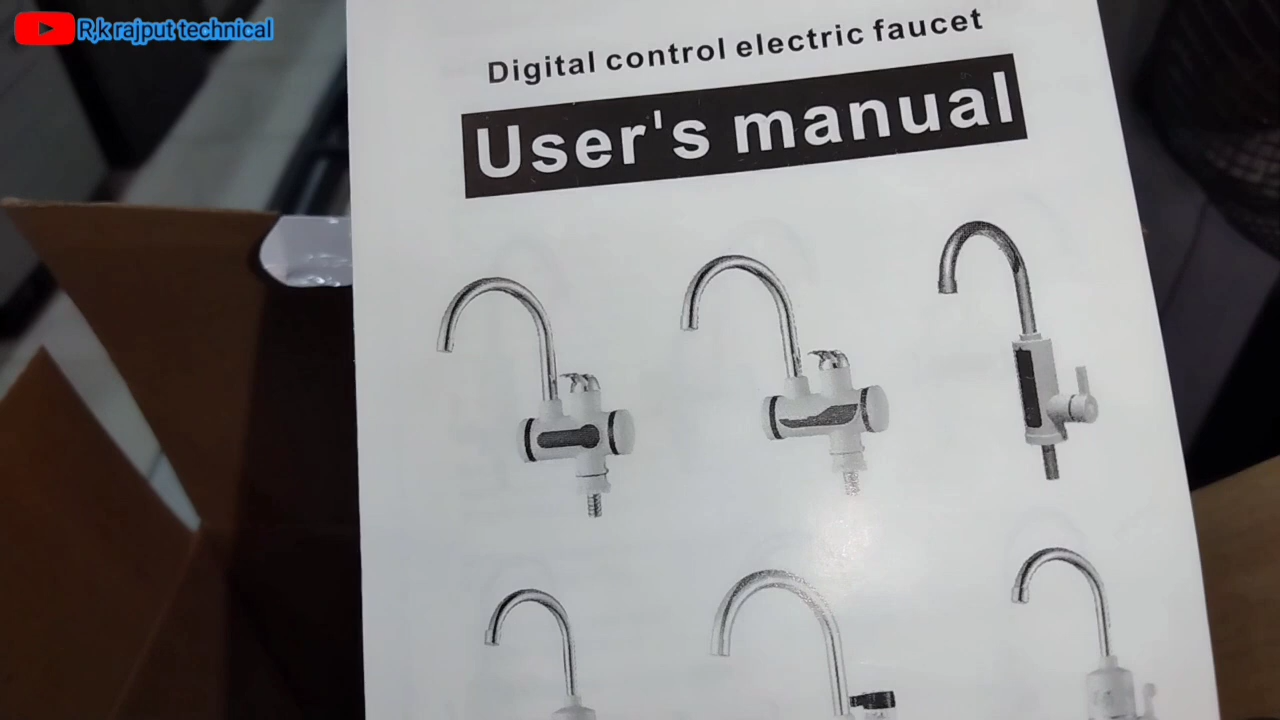 R,k rajput technical
Digital control electric faucet
User's manual